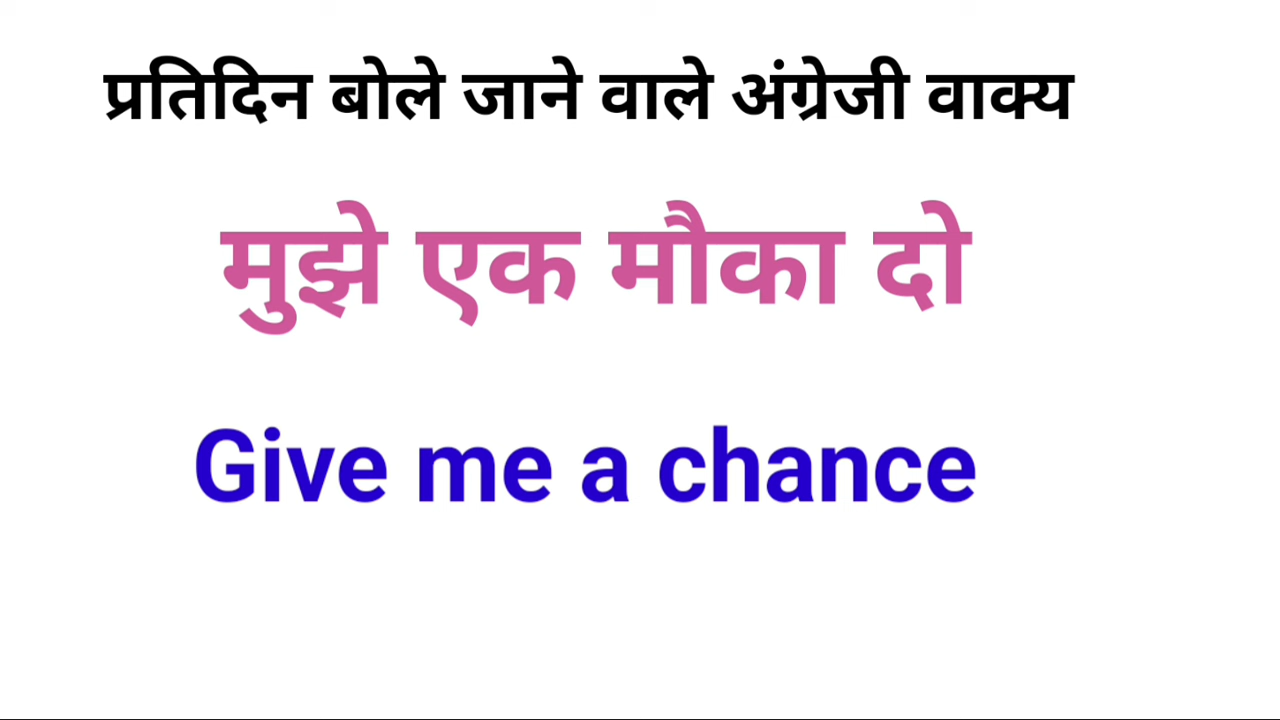 प्रतिदिन बोले जाने वाले अंग्रेजी वाक्य
मुझे एक मौका दो
Give me a chance